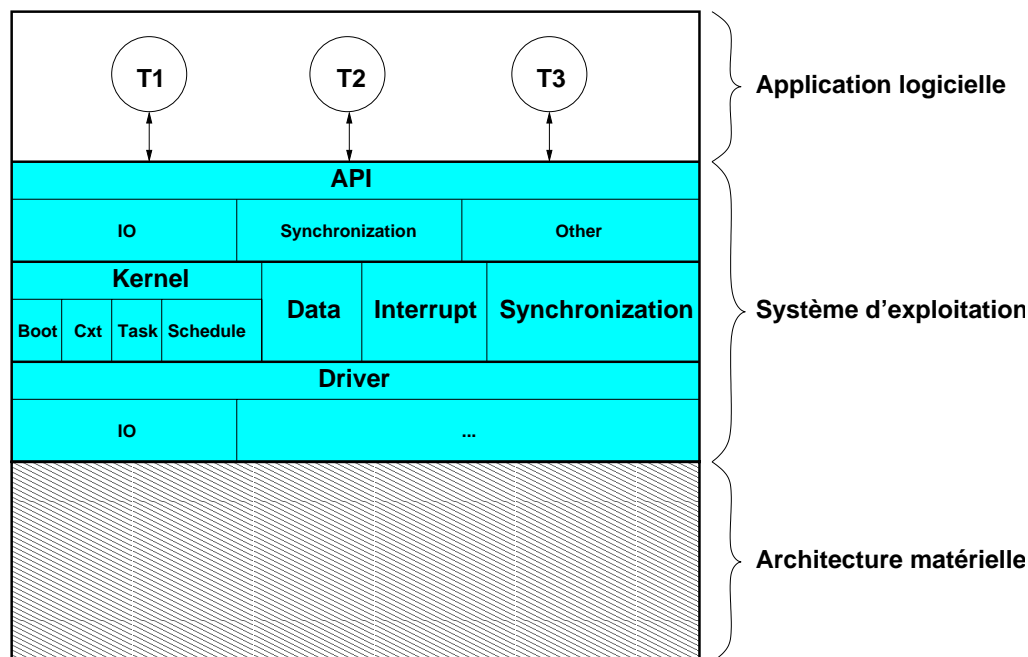 T1
T2
T3
Application logicielle
API
IO
Synchronization
Other
Kernel
Boot
Cxt
Task
Schedule
Data
Interrupt
Synchronization
Système d'exploitation
Driver
IO
...
Architecture matérielle